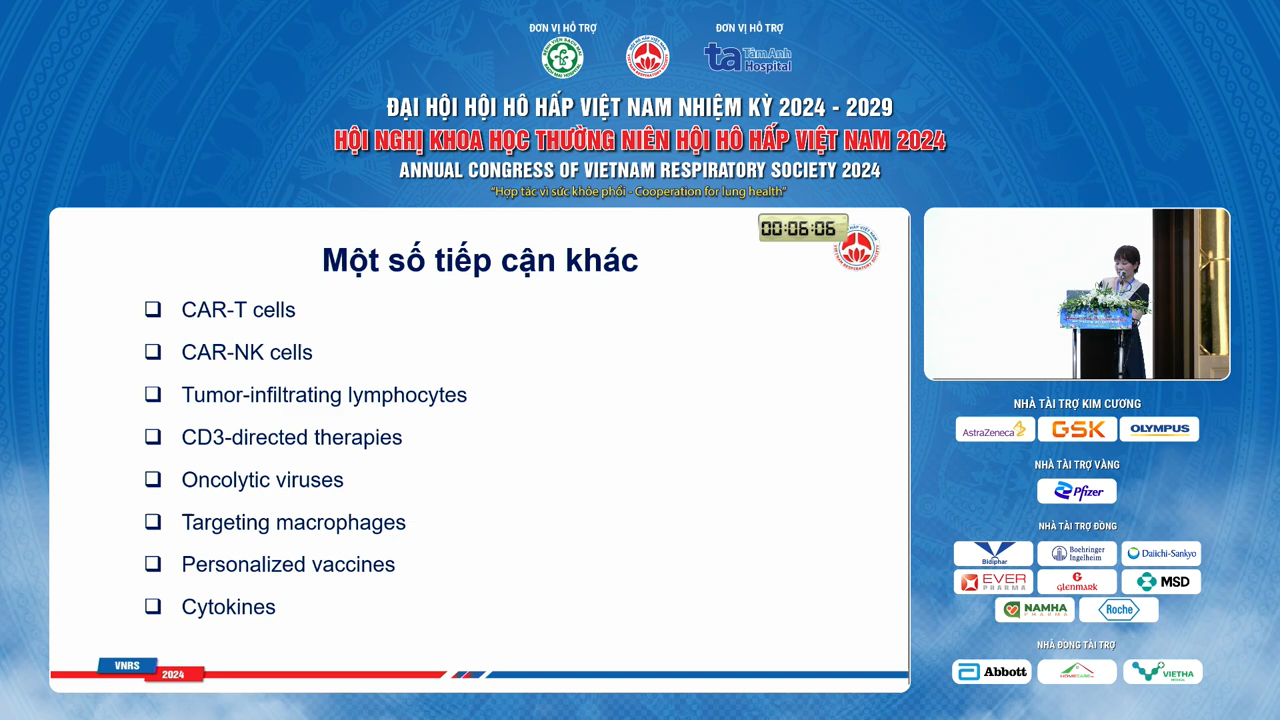 ĐƠN VỊ HỖ TRỢ
ĐƠN VỊ HỖ TRỢ
TâmAnh
Hospital
ĐẠI HỘI HỘI HÔ HẤP VIỆT NAM NHIỆM KỲ 2024 - 2029
HỘI NGHỊ KHOA HỌC THƯỜNG NIÊN HỘI HÔ HẤP VIỆT NAM 2024
ANNUAL CONGRESS OF VIETNAM RESPIRATORY SOCIETY 2024
"Hợp tác vì sức khỏe phổi - Cooperation for lung health"
00:06:06
Một số tiếp cận khác
CAR-T cells
CAR-NK cells
Tumor-infiltrating lymphocytes
CD3-directed therapies
Oncolytic viruses
Targeting macrophages
Personalized vaccines
Cytokines
VNRS
2024
NHÀ TÀI TRỢ KIM CƯƠNG
AstraZeneca
GSK
OLYMPUS
NHÀ TÀI TRỢ VÀNG
Pfizer
NHÀ TÀI TRỢ ĐỒNG
Bidiphar
Boehringer
Ingelheim
Daiichi-Sankyo
EVER
PHARMA
GLENMARK
MSD
NAMHA
PHARMA
Roche
NHÀ ĐỒNG TÀI TRỢ
Abbott
HOMECARE
VIETHA
MEDICAL